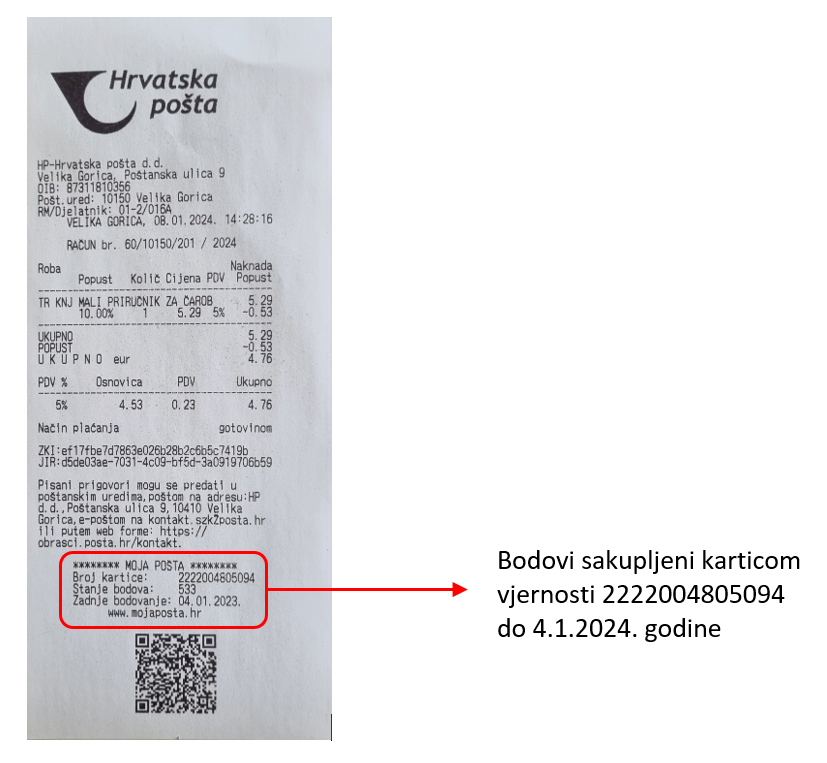 Hrvatska
pošta
HP-Hrvatska pošta d.d.
Velika Gorica, Poštanska ulica 9
OIB: 87311810356
Pošt.ured: 10150 Velika Gorica
RM/Djelatnik: 01-2/016A
VELIKA GORICA, 08.01.2024. 14:28:16
RAČUN br. 60/10150/201 / 2024
Roba Naknada
Popust Količ Cijena PDV Popust
TR KNJ MALI PRIRUČNIK ZA ČAROB 5.29
10.00% 1 5.29 5% -0.53
UKUPNO 5.29
POPUST -0.53
U K U P N O eur 4.76
PDV % Osnovica PDV Ukupno
5% 4.53 0.23 4.76
Način plaćanja gotovinom
ZKI:ef17fbe7d7863e026b28b2c6b5c7419b
JIR:d5de03ae-7031-4c09-bf5d-3a0919706b59
Pisani prigovori mogu se predati u
poštanskim uredima,poštom na adresu:HP
d.d.,Poštanska ulica 9,10410 Velika
Gorica,e-poštom na kontakt.szkŽposta.hr
ili putem web forme: https://
obrasci.posta.hr/kontakt.
******** MOJA POŠTA ********
Broj kartice: 2222004805094
Stanje bodova: 533
Zadnje bodovanje: 04.01.2023.
www.mojaposta.hr
Bodovi sakupljeni karticom
vjernosti 2222004805094
do 4.1.2024. godine